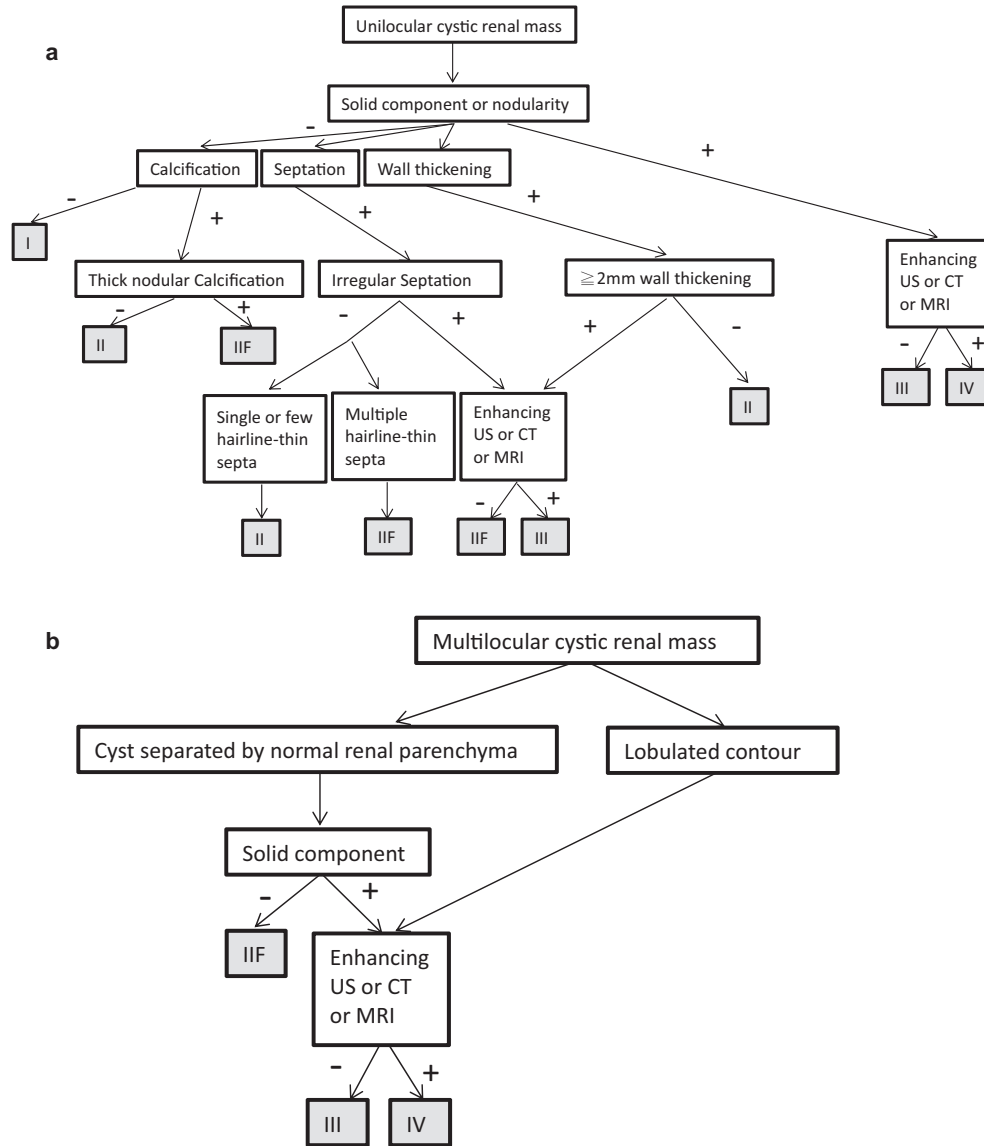 a
Unilocular cystic renal mass
Solid component or nodularity
-
+
Calcification
Septation
Wall thickening
-
+
+
+
I
Thick nodular Calcification
Irregular Septation
≧2mm wall thickening
Enhancing
US or CT
or MRI
-
+
-
+
+
-
-
+
II
IIF
III
IV
Single or few
hairline-thin
septa
Multiple
hairline-thin
septa
Enhancing
US or CT
or MRI
II
-
+
II
IIF
IIF
III
b
Multilocular cystic renal mass
Cyst separated by normal renal parenchyma
Lobulated contour
Solid component
-
+
IIF
Enhancing
US or CT
or MRI
-
+
III
IV